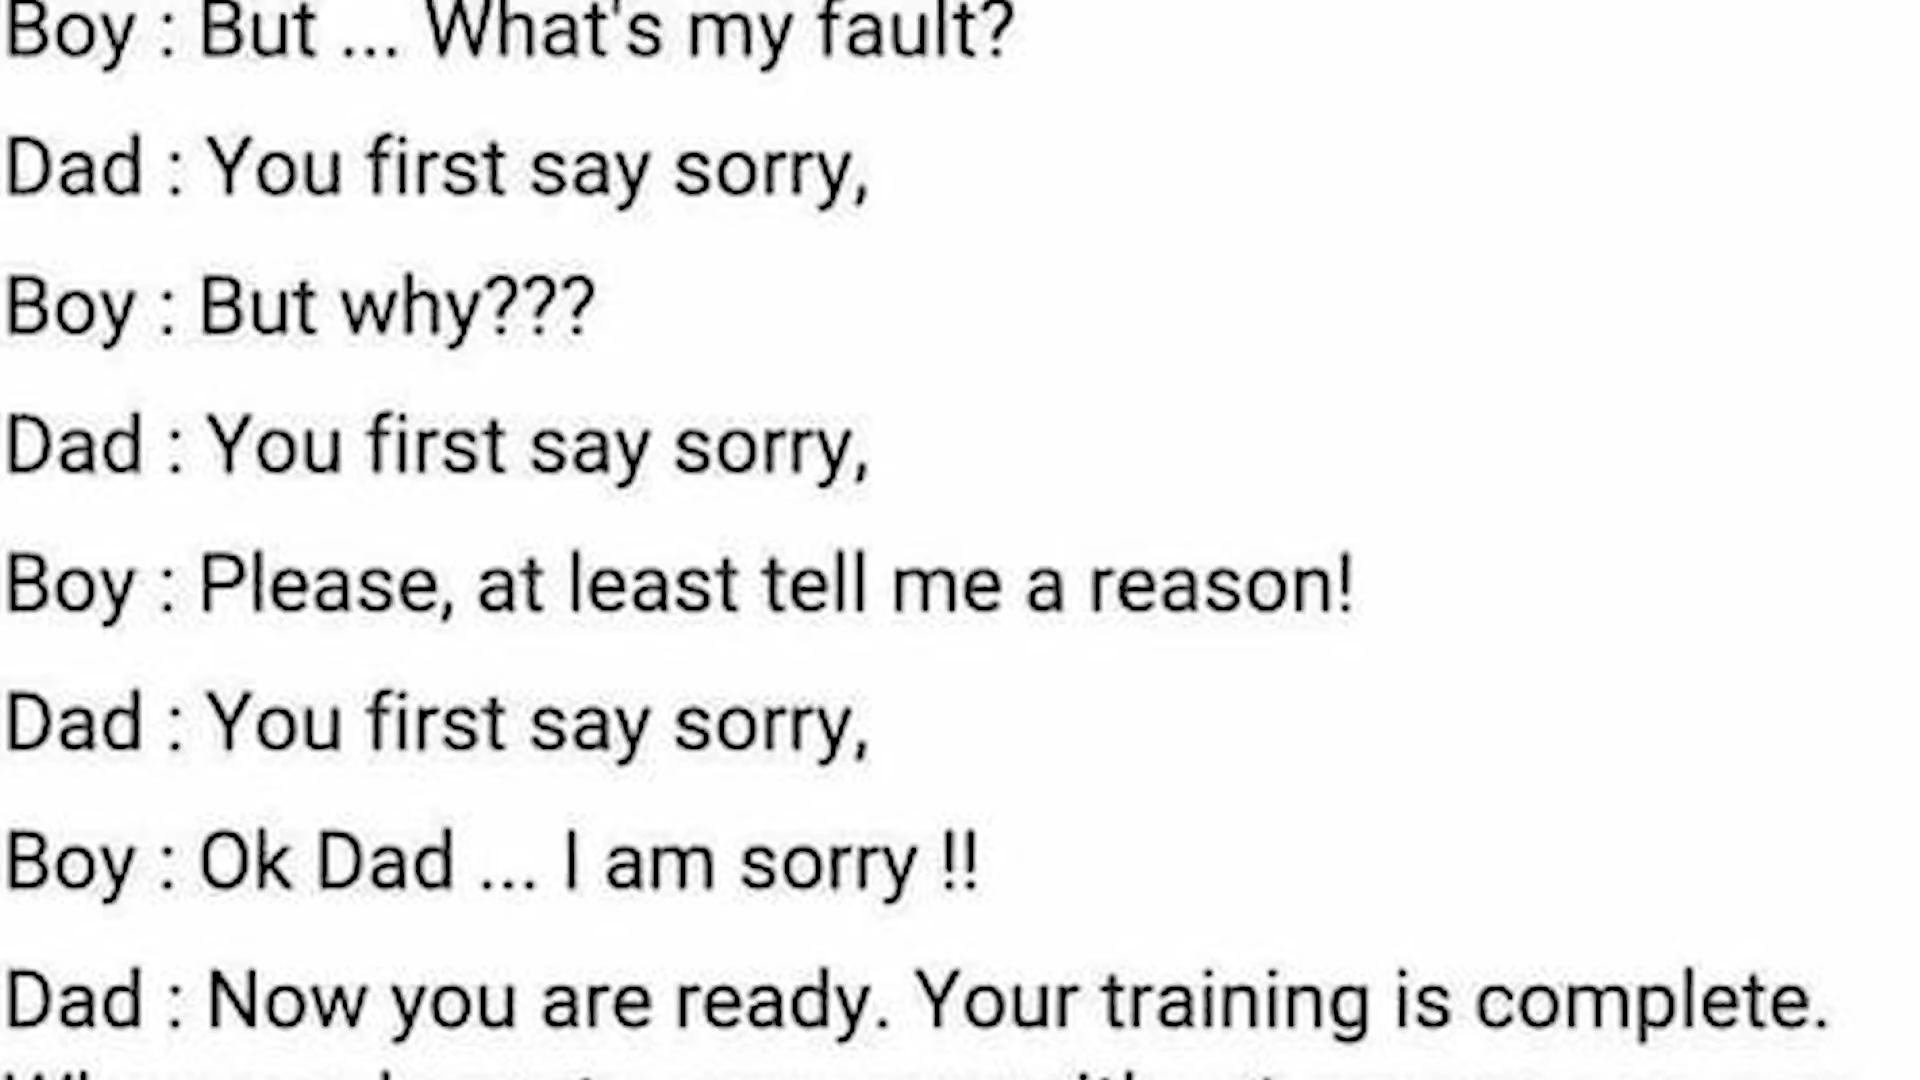 Boy : But ... What's my fault?
Dad : You first say sorry,
Boy : But why???
Dad : You first say sorry,
Boy : Please, at least tell me a reason!
Dad : You first say sorry,
Boy : Ok Dad ... I am sorry !!
Dad : Now you are ready. Your training is complete.